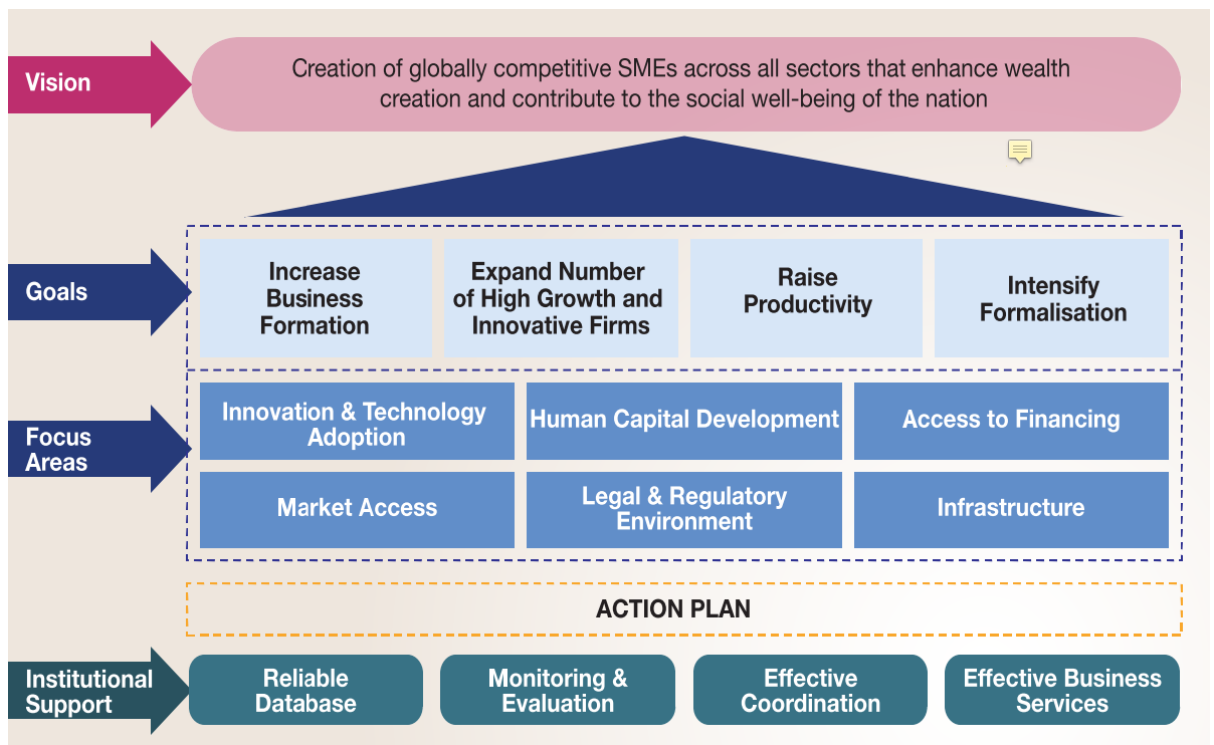 Vision
Creation of globally competitive SMEs across all sectors that enhance wealth
creation and contribute to the social well-being of the nation
Goals
Increase
Business
Formation
Expand Number
of High Growth and
Innovative Firms
Raise
Productivity
Intensify
Formalisation
Focus
Areas
Innovation & Technology
Adoption
Human Capital Development
Access to Financing
Market Access
Legal & Regulatory
Environment
Infrastructure
ACTION PLAN
Institutional
Support
Reliable
Database
Monitoring &
Evaluation
Effective
Coordination
Effective Business
Services